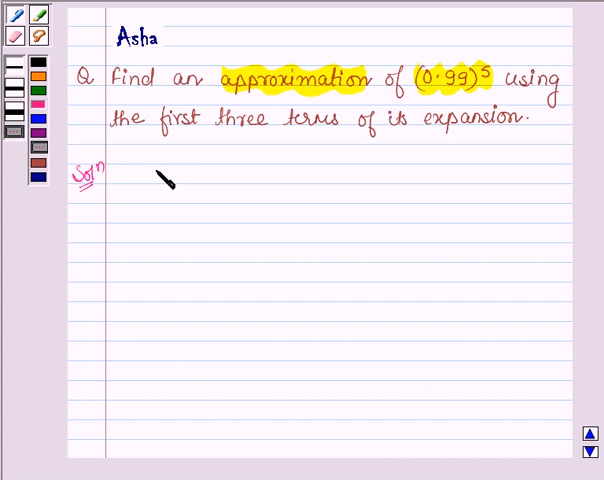 Asha
Q Find an approximation of (0.99)^5 using
the first three terms of its expansion.
Solⁿ